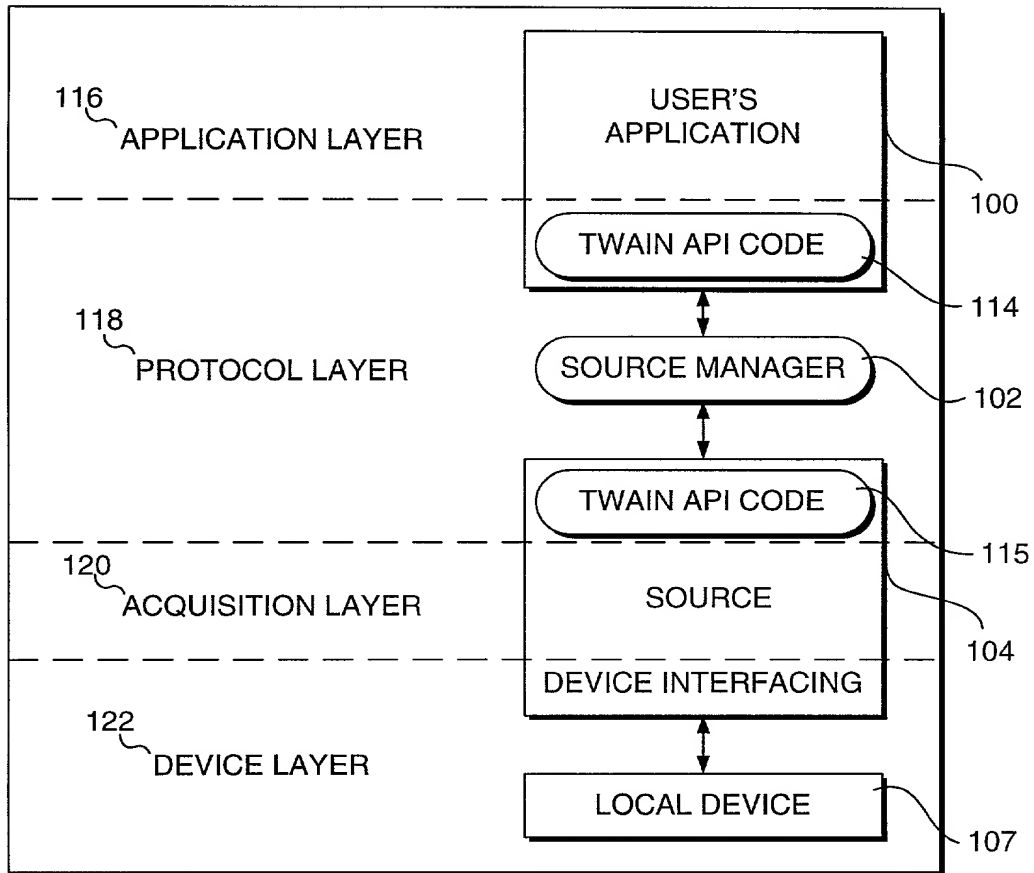 USER'S
APPLICATION
116
APPLICATION LAYER
100
TWAIN API CODE
114
118
PROTOCOL LAYER
SOURCE MANAGER
102
TWAIN API CODE
115
120
ACQUISITION LAYER
SOURCE
104
DEVICE INTERFACING
122
DEVICE LAYER
LOCAL DEVICE
107